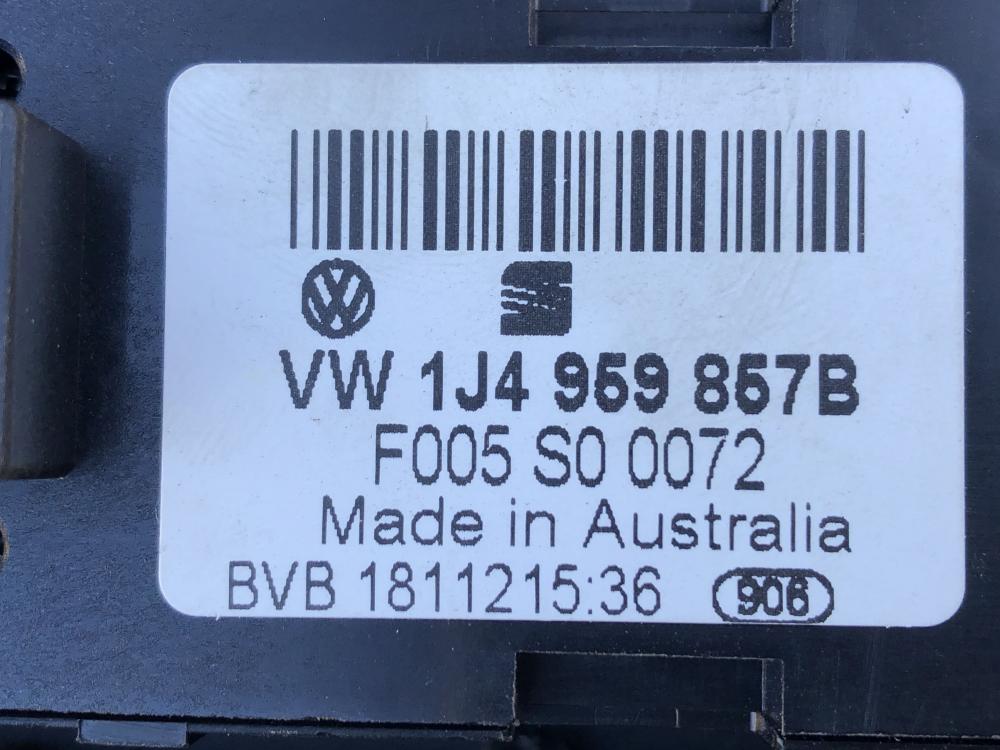 VW 1J4 959 857B
F005 S0 0072
Made in Australia
BVB 1811215:36 906